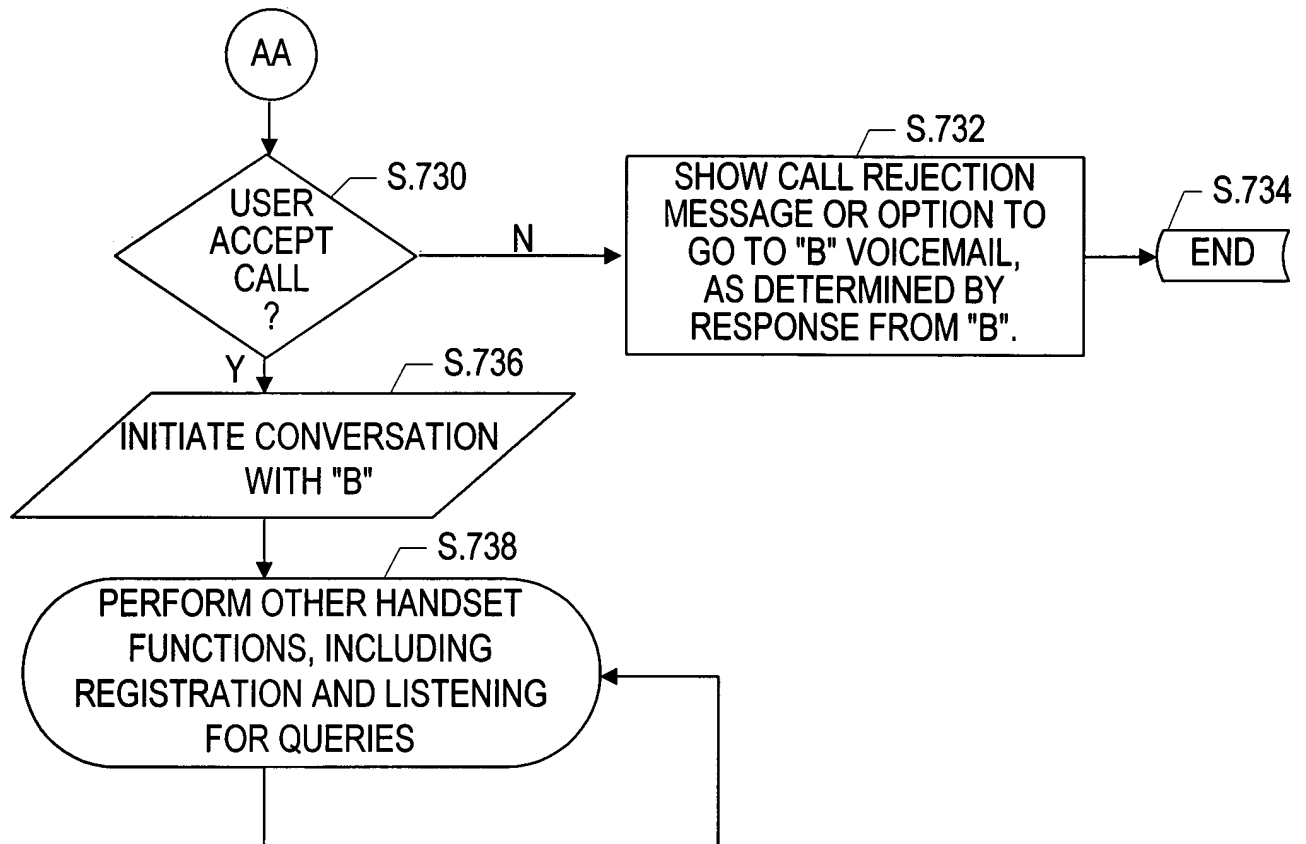 AA
S.730
USER
ACCEPT
CALL
?
N
Y
S.732
SHOW CALL REJECTION
MESSAGE OR OPTION TO
GO TO "B" VOICEMAIL,
AS DETERMINED BY
RESPONSE FROM "B".
S.734
END
S.736
INITIATE CONVERSATION
WITH "B"
S.738
PERFORM OTHER HANDSET
FUNCTIONS, INCLUDING
REGISTRATION AND LISTENING
FOR QUERIES